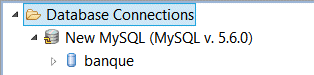 Database Connections
New MySQL (MySQL v. 5.6.0)
banque